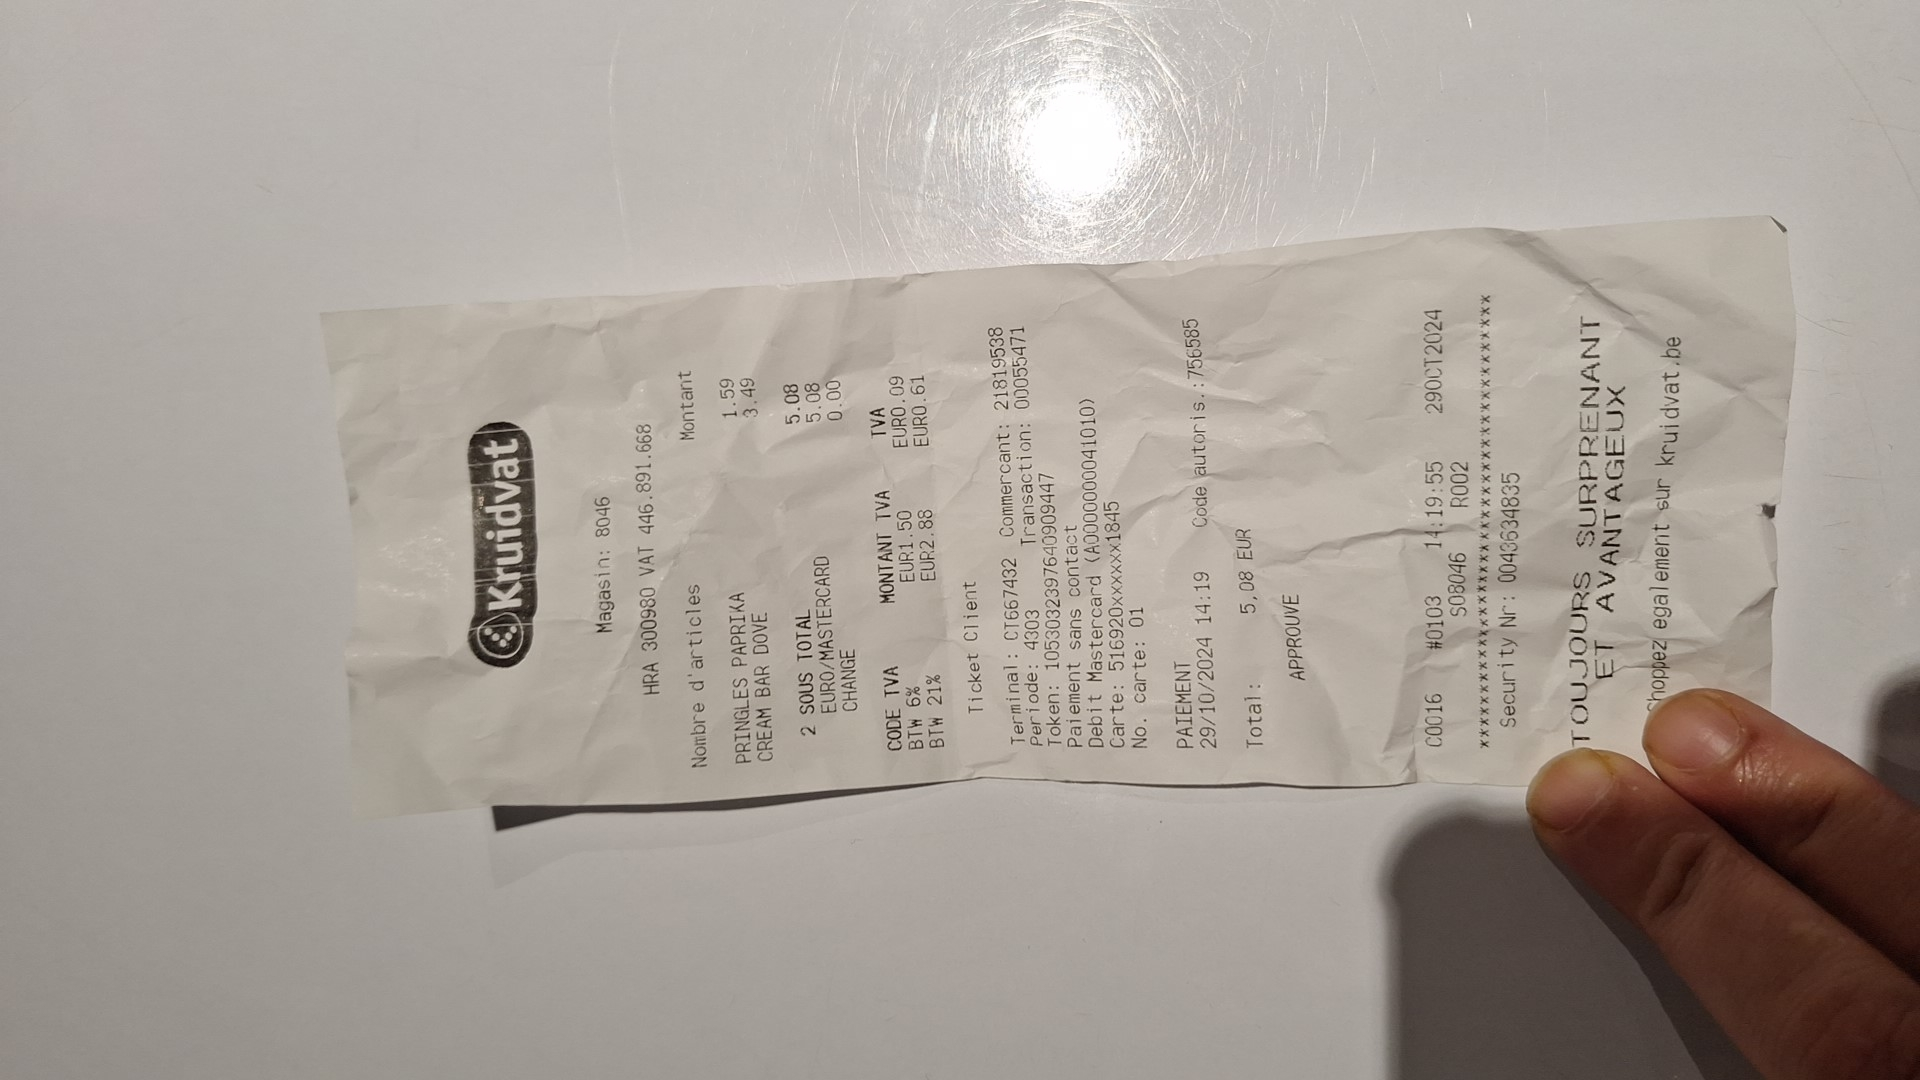 Kruidvat
Magasin: 8046
HRA 300980 VAT 446.891.668
Nombre d'articles Montant
PRINGLES PAPRIKA 1.59
CREAM BAR DOVE 3.49
2 SOUS TOTAL 5.08
EURO/MASTERCARD 5.08
CHANGE 0.00
CODE TVA MONTANT TVA TVA
BTW 6% EUR1.50 EUR0.09
BTW 21% EUR2.88 EUR0.61
Ticket Client
Terminal: CT667432 Commercant: 21819538
Periode: 4303 Transaction: 00055471
Token: 1053032397640909447
Paiement sans contact
Debit Mastercard (A0000000041010)
Carte: 516920xxxxxx1845
No. carte: 01
PAIEMENT
29/10/2024 14:19 Code autoris.:756585
Total: 5,08 EUR
APPROUVE
C0016 #0103 14:19:55 29OCT2024
S08046 R002
*******************************************
Security Nr: 0043634835
TOUJOURS SURPRENANT
ET AVANTAGEUX
Shoppez egalement sur kruidvat.be